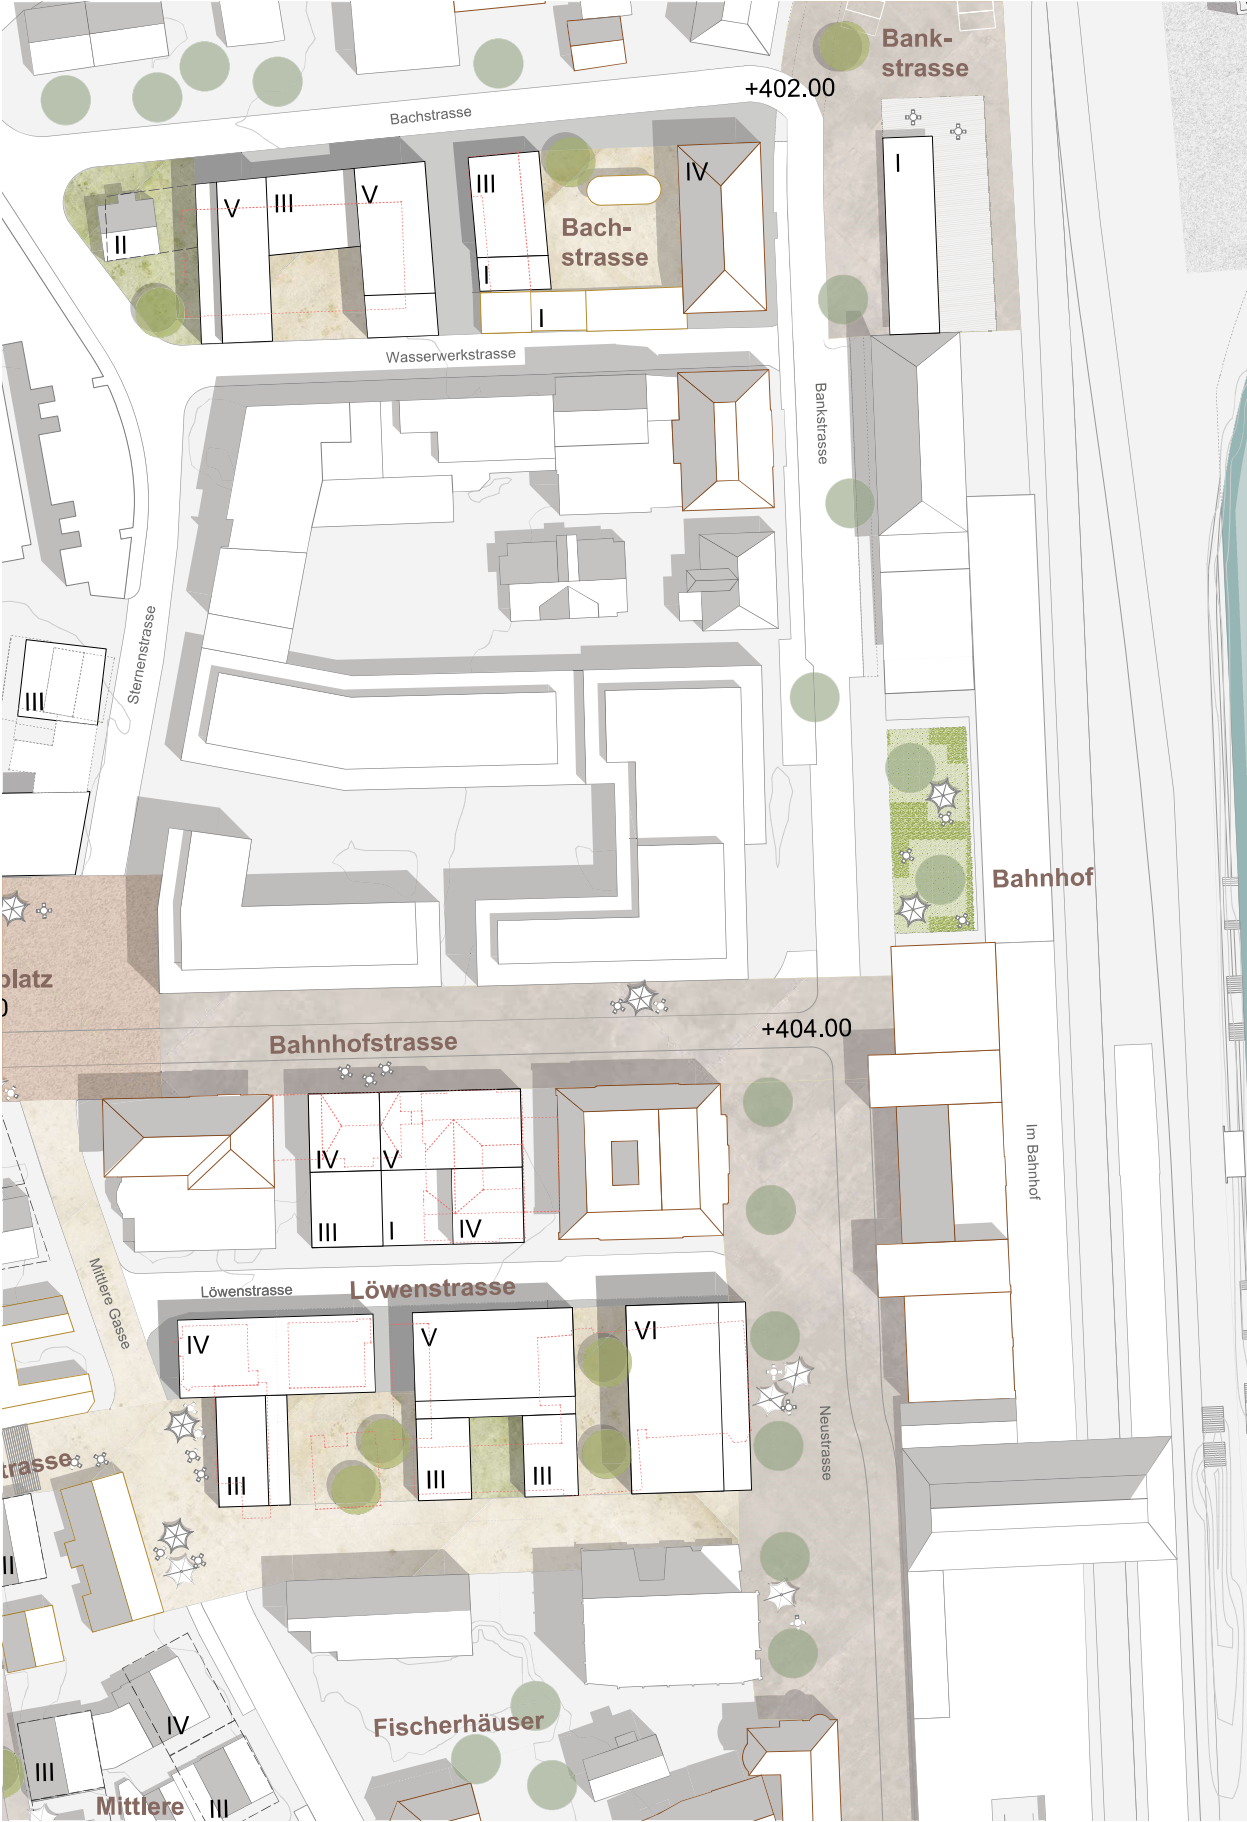 Bank-
strasse
+402.00
Bachstrasse
I
IV
III
V
III
V
II
Bach-
strasse
I
I
Wasserwerkstrasse
Bankstrasse
Sternenstrasse
III
Bahnhof
platz
0
+404.00
Bahnhofstrasse
IV
V
III
I
IV
Im Bahnhof
Mittlere Gasse
Löwenstrasse
Löwenstrasse
IV
V
VI
Neustrasse
trasse
III
III
III
II
Fischerhäuser
IV
III
Mittlere
III